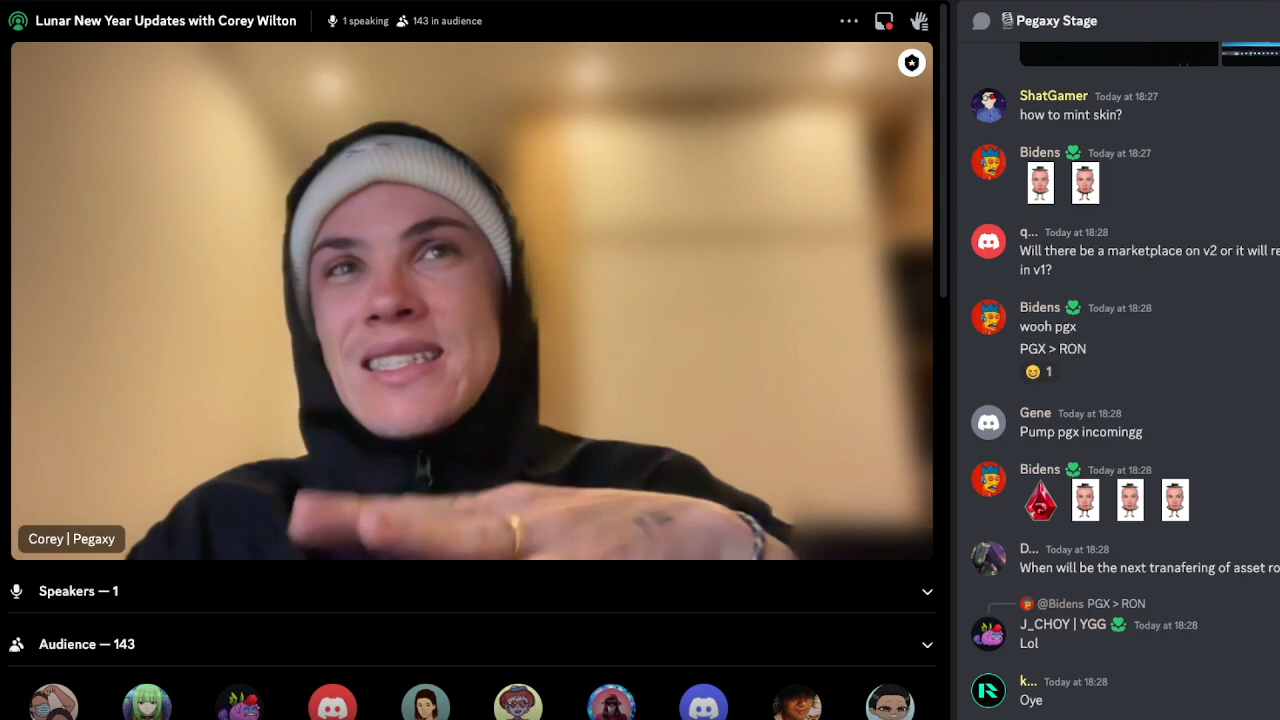 Lunar New Year Updates with Corey Wilton
1 speaking
143 in audience
Corey | Pegaxy
Speakers — 1
Audience — 143
Pegaxy Stage
ShatGamer Today at 18:27
how to mint skin?
Bidens Today at 18:27
q... Today at 18:28
Will there be a marketplace on v2 or it will re
in v1?
Bidens Today at 18:28
wooh pgx
PGX > RON
1
Gene Today at 18:28
Pump pgx incomingg
Bidens Today at 18:28
D... Today at 18:28
When will be the next tranafering of asset ro
@Bidens PGX > RON
J_CHOY | YGG Today at 18:28
Lol
k... Today at 18:28
Oye